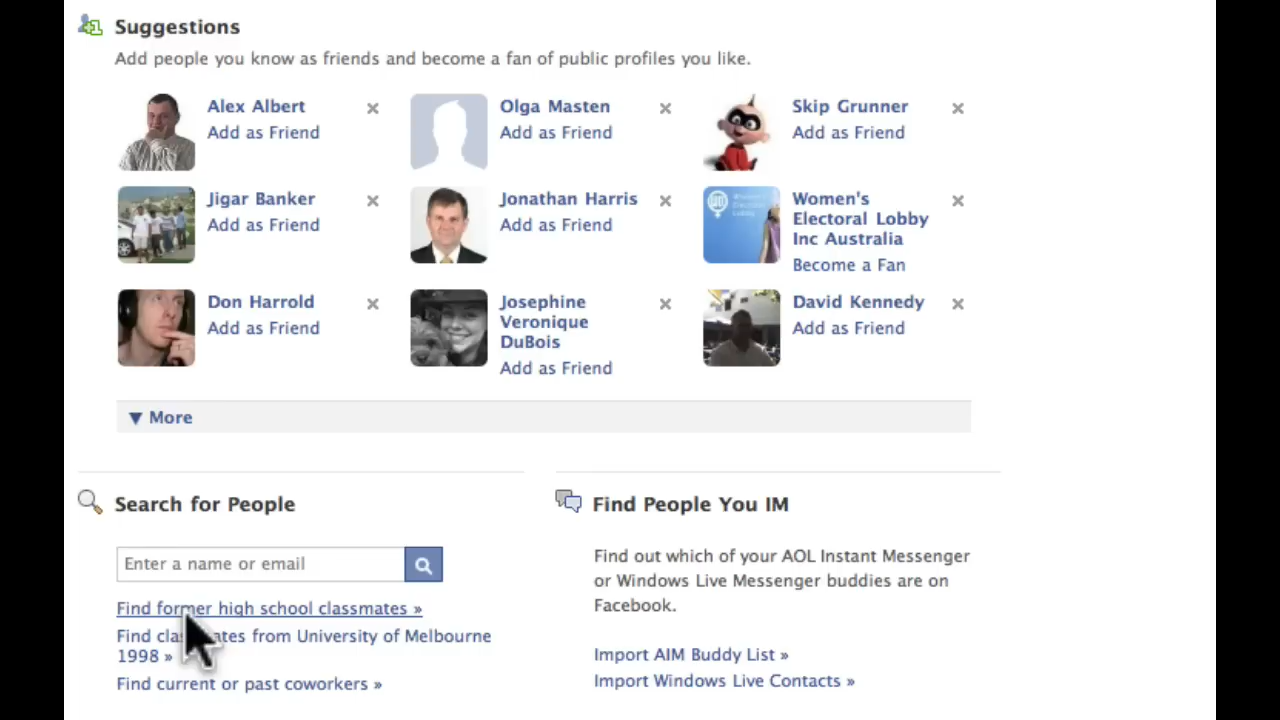 Suggestions
Add people you know as friends and become a fan of public profiles you like.
Alex Albert
Add as Friend
Olga Masten
Add as Friend
Skip Grunner
Add as Friend
Jigar Banker
Add as Friend
Jonathan Harris
Add as Friend
Women's
Electoral Lobby
Inc Australia
Become a Fan
Don Harrold
Add as Friend
Josephine
Veronique
DuBois
Add as Friend
David Kennedy
Add as Friend
More
Search for People
Enter a name or email
Find former high school classmates »
Find classmates from University of Melbourne
1998 »
Find current or past coworkers »
Find People You IM
Find out which of your AOL Instant Messenger
or Windows Live Messenger buddies are on
Facebook.
Import AIM Buddy List »
Import Windows Live Contacts »